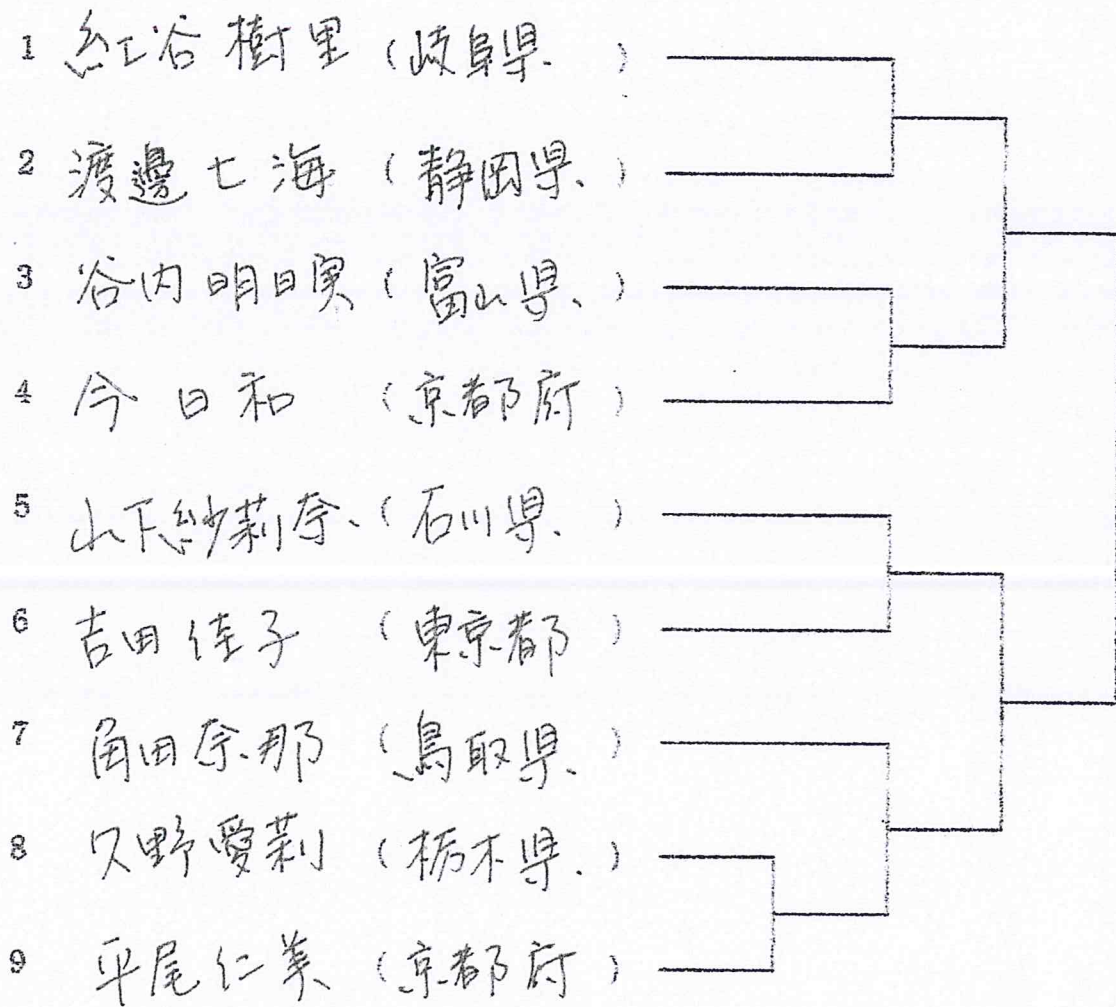 1 紅谷樹里 (岐阜県)
2 渡邊七海 (静岡県)
3 谷内明日実 (富山県)
4 今日和 (京都府)
5 山下紗莉奈 (石川県)
6 吉田佳子 (東京都)
7 角田奈那 (鳥取県)
8 久野愛莉 (栃木県)
9 平尾仁美 (京都府)